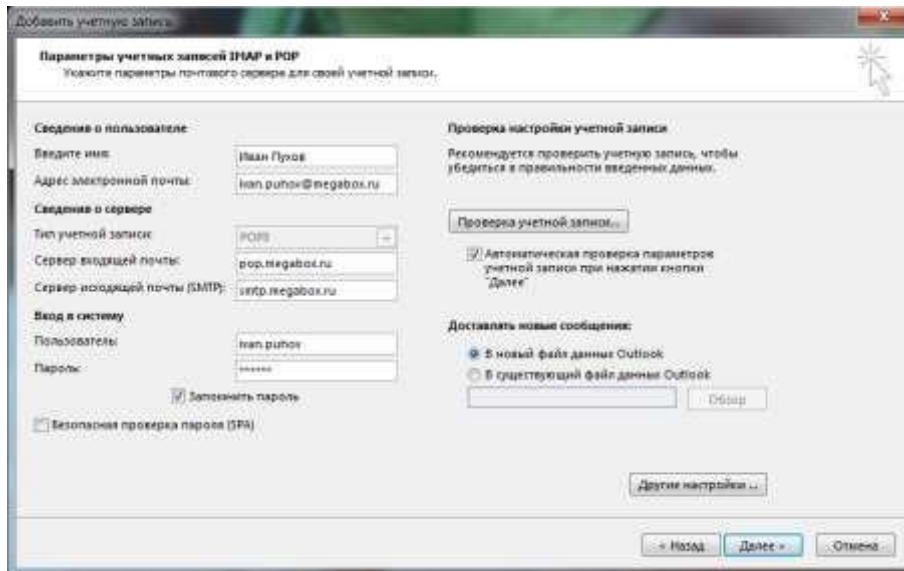 Добавить учетную запись
Параметры учетных записей IMAP и POP
Укажите параметры почтового сервера для своей учетной записи.
Сведения о пользователе
Введите имя:
Иван Пухов
Адрес электронной почты:
ivan.puhov@megabox.ru
Сведения о сервере
Тип учетной записи:
POP3
Сервер входящей почты:
pop.megabox.ru
Сервер исходящей почты (SMTP):
smtp.megabox.ru
Вход в систему
Пользователь:
ivan.puhov
Пароль:
*******
Запомнить пароль
Безопасная проверка пароля (SPA)
Проверка настройки учетной записи
Рекомендуется проверить учетную запись, чтобы
убедиться в правильности введенных данных.
Проверка учетной записи...
Автоматическая проверка параметров
учетной записи при нажатии кнопки
"Далее"
Доставлять новые сообщения:
В новый файл данных Outlook
В существующий файл данных Outlook
Обзор
Другие настройки ...
< Назад
Далее >
Отмена